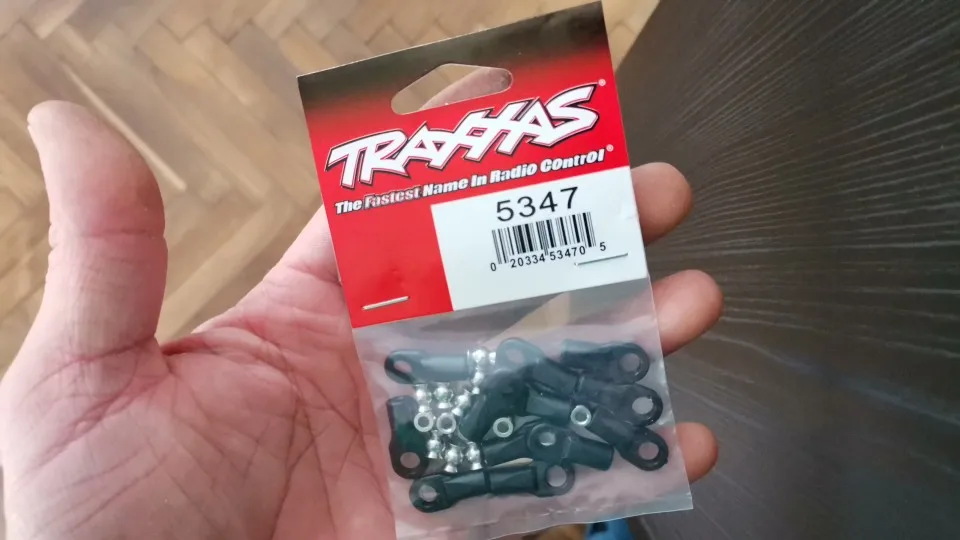 TRAXXAS®
The Fastest Name In Radio Control®
5347
0 20334 53470 5